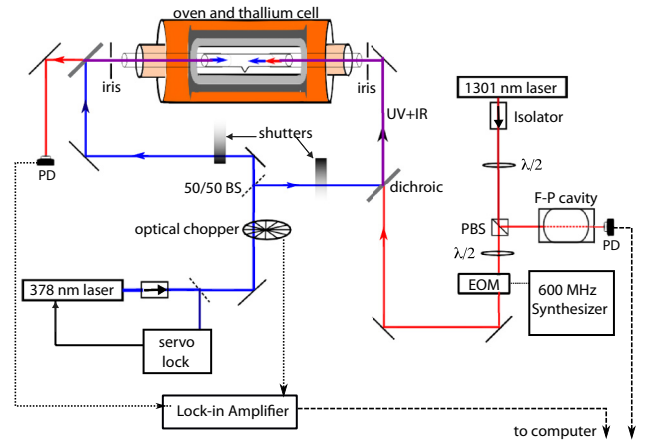 oven and thallium cell
iris
iris
UV+IR
1301 nm laser
Isolator
shutters
λ/2
PD
50/50 BS
dichroic
F-P cavity
PBS
PD
optical chopper
λ/2
378 nm laser
EOM
600 MHz
Synthesizer
servo
lock
Lock-in Amplifier
to computer